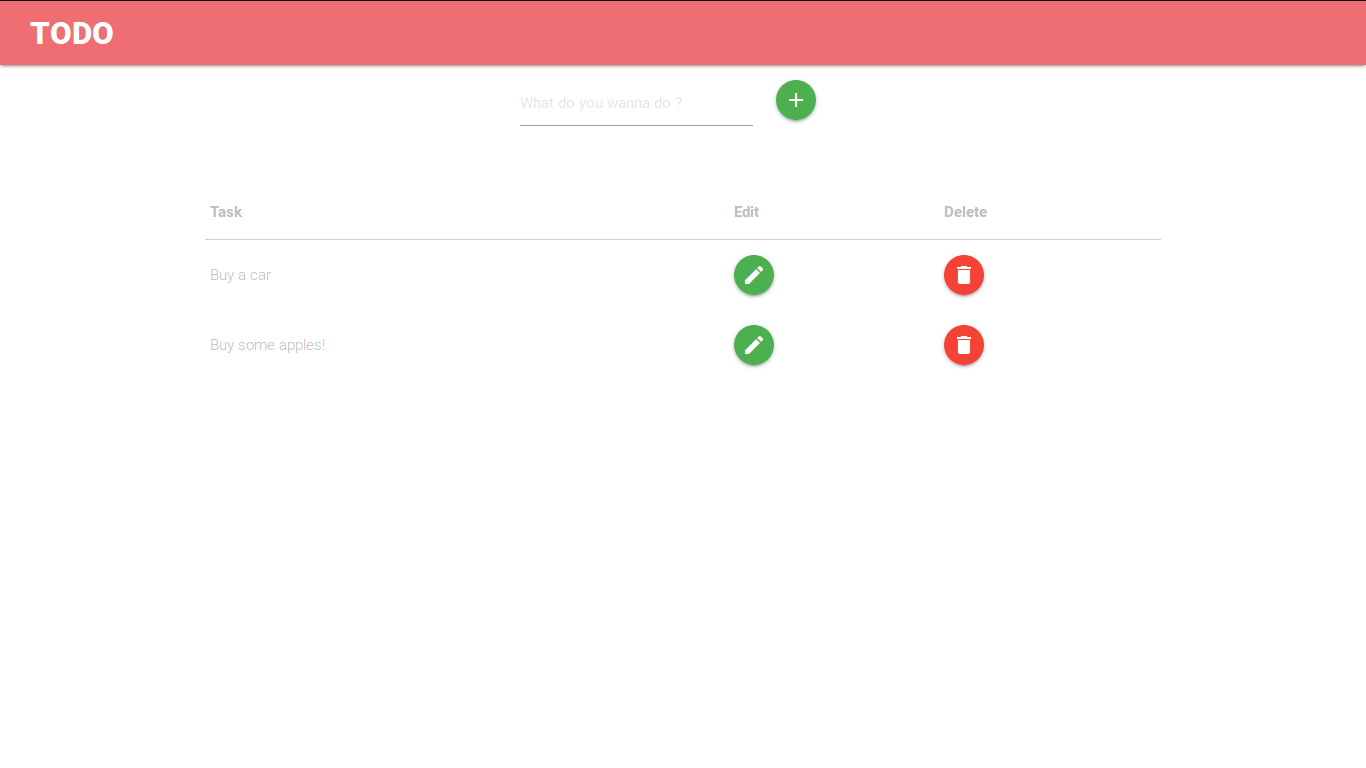 TODO
What do you wanna do ?
Task Edit Delete
Buy a car
Buy some apples!